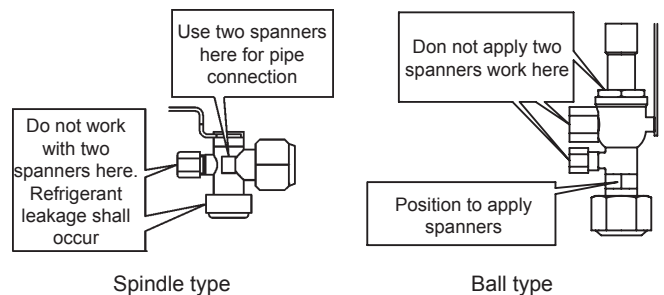 Use two spanners
here for pipe
connection
Do not work
with two
spanners here.
Refrigerant
leakage shall
occur
Spindle type
Don not apply two
spanners work here
Position to apply
spanners
Ball type